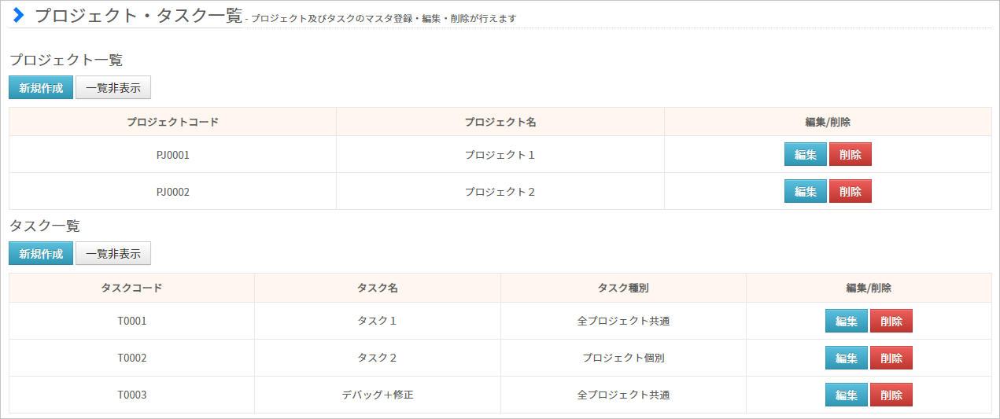 プロジェクト・タスク一覧 - プロジェクト及びタスクのマスタ登録・編集・削除が行えます
プロジェクト一覧
新規作成 一覧非表示
プロジェクトコード プロジェクト名 編集/削除
PJ0001 プロジェクト１ 編集 削除
PJ0002 プロジェクト２ 編集 削除
タスク一覧
新規作成 一覧非表示
タスクコード タスク名 タスク種別 編集/削除
T0001 タスク１ 全プロジェクト共通 編集 削除
T0002 タスク２ プロジェクト個別 編集 削除
T0003 デバッグ＋修正 全プロジェクト共通 編集 削除